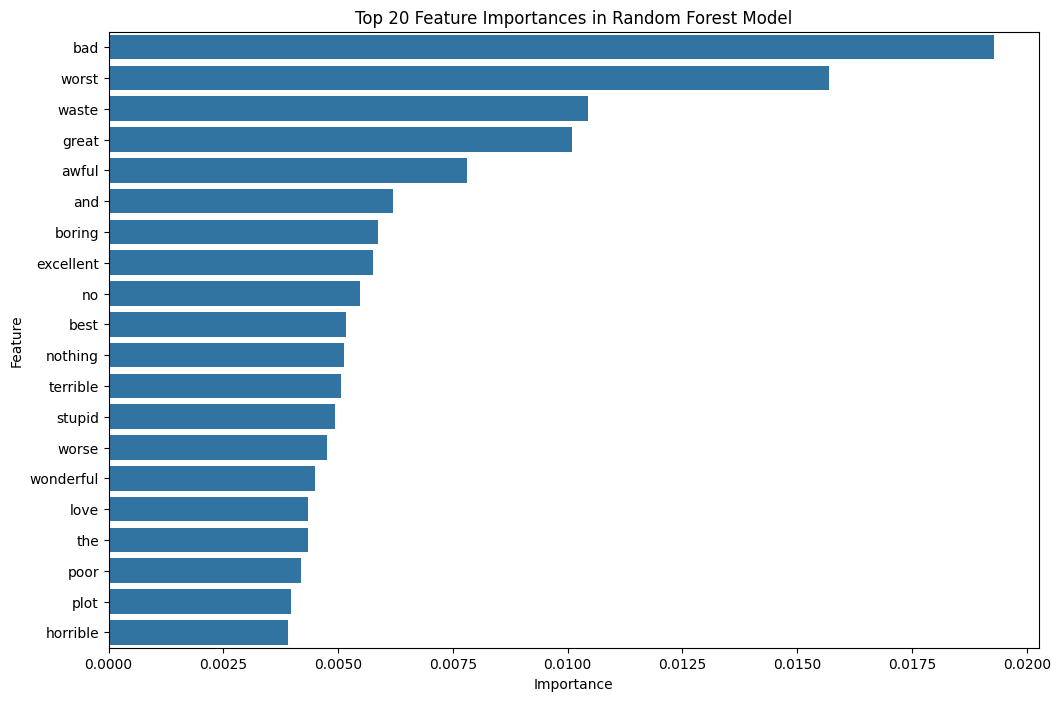 Top 20 Feature Importances in Random Forest Model
bad
worst
waste
great
awful
and
boring
excellent
no
best
nothing
terrible
stupid
worse
wonderful
love
the
poor
plot
horrible
Feature
0.0000 0.0025 0.0050 0.0075 0.0100 0.0125 0.0150 0.0175 0.0200
Importance